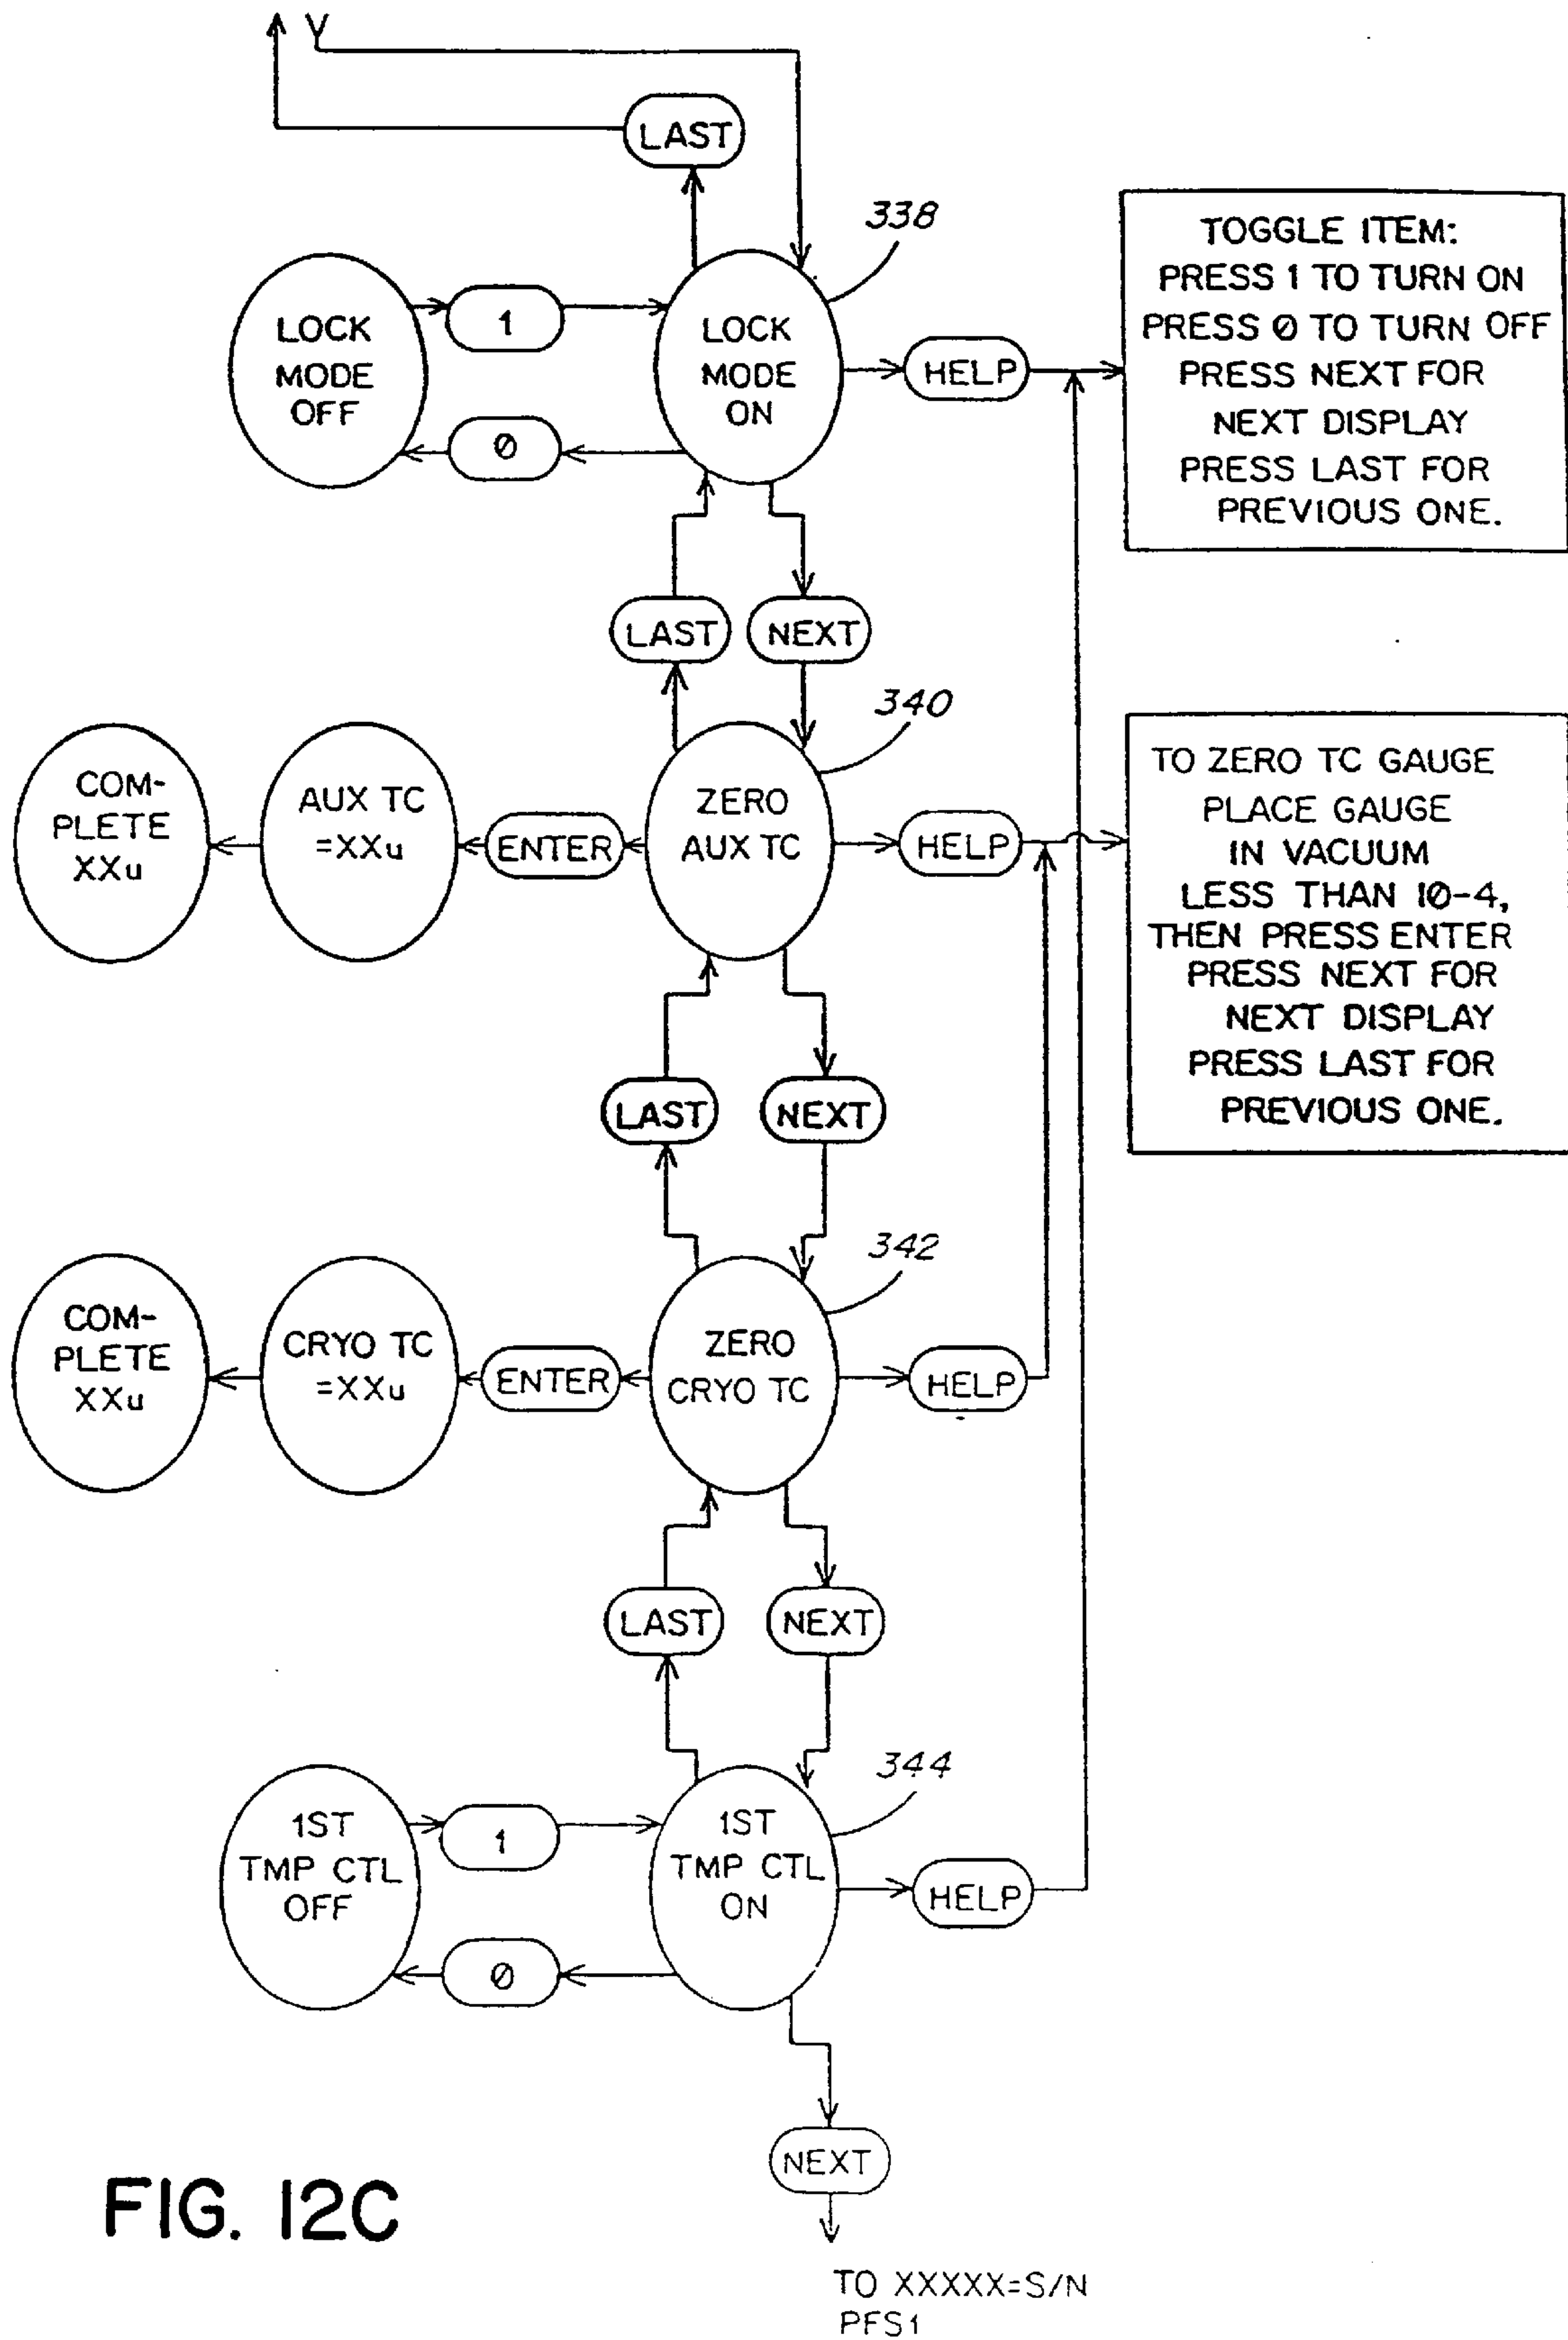 V
LAST
338
LOCK
MODE
OFF
1
0
LOCK
MODE
ON
HELP
TOGGLE ITEM:
PRESS 1 TO TURN ON
PRESS 0 TO TURN OFF
PRESS NEXT FOR
NEXT DISPLAY
PRESS LAST FOR
PREVIOUS ONE.
LAST
NEXT
340
COM-
PLETE
XXu
AUX TC
=XXu
ENTER
ZERO
AUX TC
HELP
TO ZERO TC GAUGE
PLACE GAUGE
IN VACUUM
LESS THAN 10-4,
THEN PRESS ENTER
PRESS NEXT FOR
NEXT DISPLAY
PRESS LAST FOR
PREVIOUS ONE.
LAST
NEXT
342
COM-
PLETE
XXu
CRYO TC
=XXu
ENTER
ZERO
CRYO TC
HELP
LAST
NEXT
344
1ST
TMP CTL
OFF
1
0
1ST
TMP CTL
ON
HELP
NEXT
FIG. 12C
TO XXXXX=S/N
PFS1